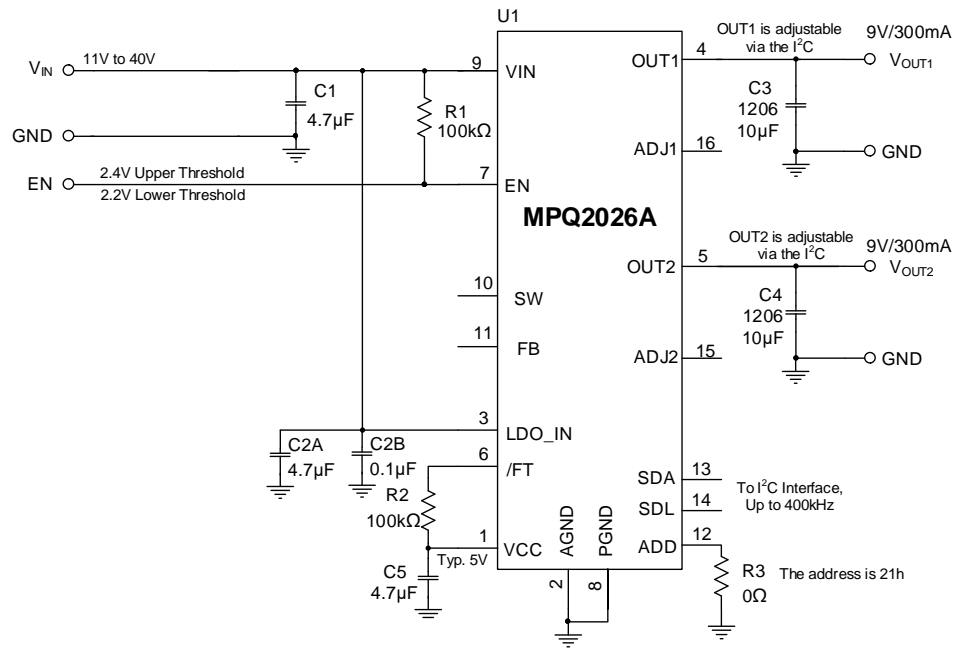 U1
OUT1 is adjustable
via the I²C
9V/300mA
11V to 40V
V_IN
9
VIN
OUT1
4
V_OUT1
C1
4.7µF
R1
100kΩ
C3
1206
10µF
GND
ADJ1
16
GND
EN
2.4V Upper Threshold
2.2V Lower Threshold
7
EN
MPQ2026A
OUT2 is adjustable
via the I²C
9V/300mA
OUT2
5
V_OUT2
10
SW
C4
1206
10µF
11
FB
ADJ2
15
GND
3
LDO_IN
C2A
4.7µF
C2B
0.1µF
6
/FT
R2
100kΩ
SDA
13
SDL
14
To I²C Interface,
Up to 400kHz
1
VCC
Typ. 5V
AGND
PGND
ADD
12
C5
4.7µF
2
8
R3
0Ω
The address is 21h